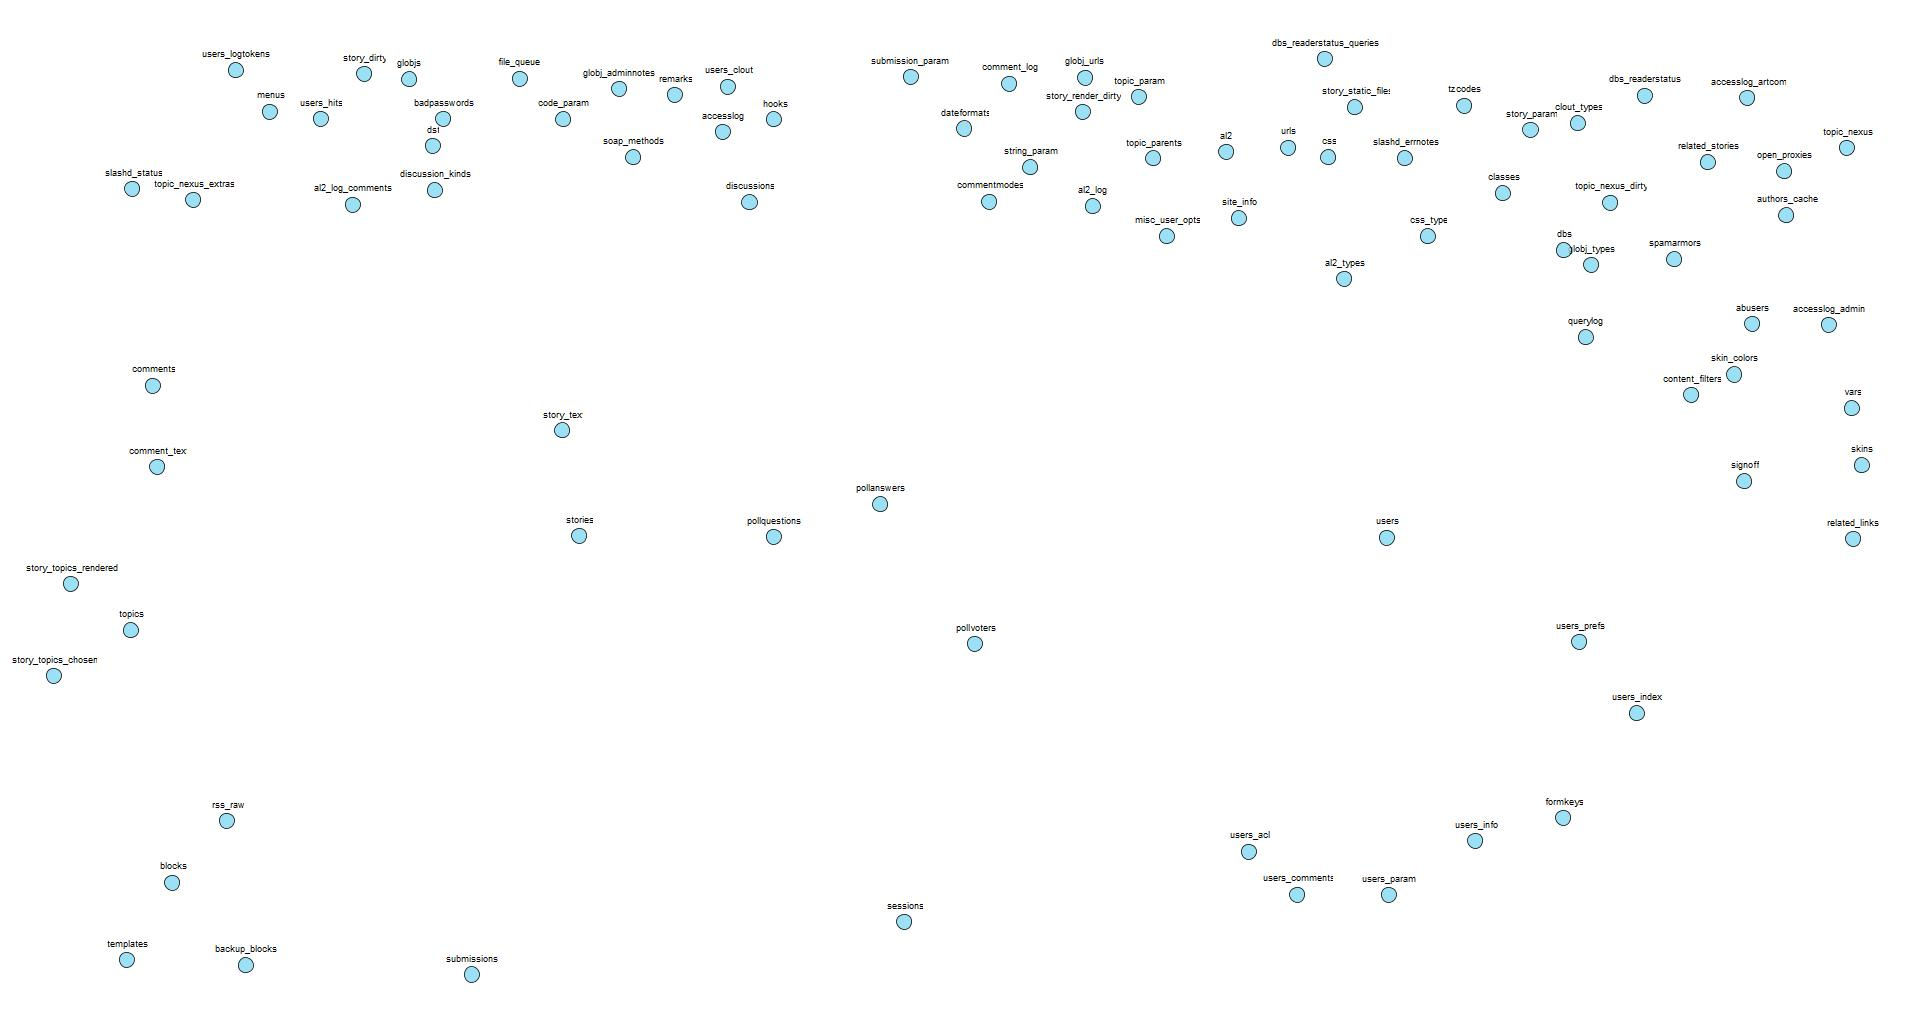 dbs_readerstatus_queries
users_logtokens
story_dirty
globjs
file_queue
submission_param
globj_urls
comment_log
users_clout
globj_adminnotes
remarks
topic_param
dbs_readerstatus
accesslog_artcom
tzcodes
story_static_files
menus
users_hits
badpasswords
code_param
hooks
story_render_dirty
clout_types
dateformats
story_param
accesslog
dst
soap_methods
string_param
topic_parents
al2
urls
css
slashd_errnotes
related_stories
topic_nexus
open_proxies
slashd_status
topic_nexus_extras
al2_log_comments
discussion_kinds
discussions
commentmodes
al2_log
classes
topic_nexus_dirty
authors_cache
site_info
misc_user_opts
css_type
dbs
globj_types
spamarmors
al2_types
abusers
accesslog_admin
querylog
skin_colors
comments
content_filters
vars
story_tex
comment_tex
skins
signoff
pollanswers
stories
pollquestions
users
related_links
story_topics_rendered
topics
pollvoters
users_prefs
story_topics_chosen
users_index
rss_raw
formkeys
users_info
users_acl
blocks
users_comments
users_param
sessions
templates
backup_blocks
submissions